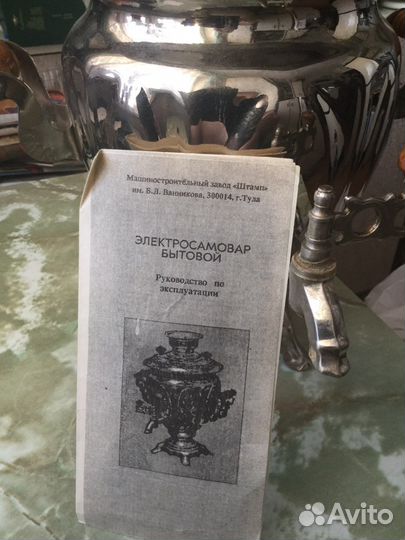 Машиностроительный завод «Штамп»
им. Б.Л. Ванникова, 300014, г.Тула
ЭЛЕКТРОСАМОВАР
БЫТОВОЙ
Руководство по
эксплуатации
Avito